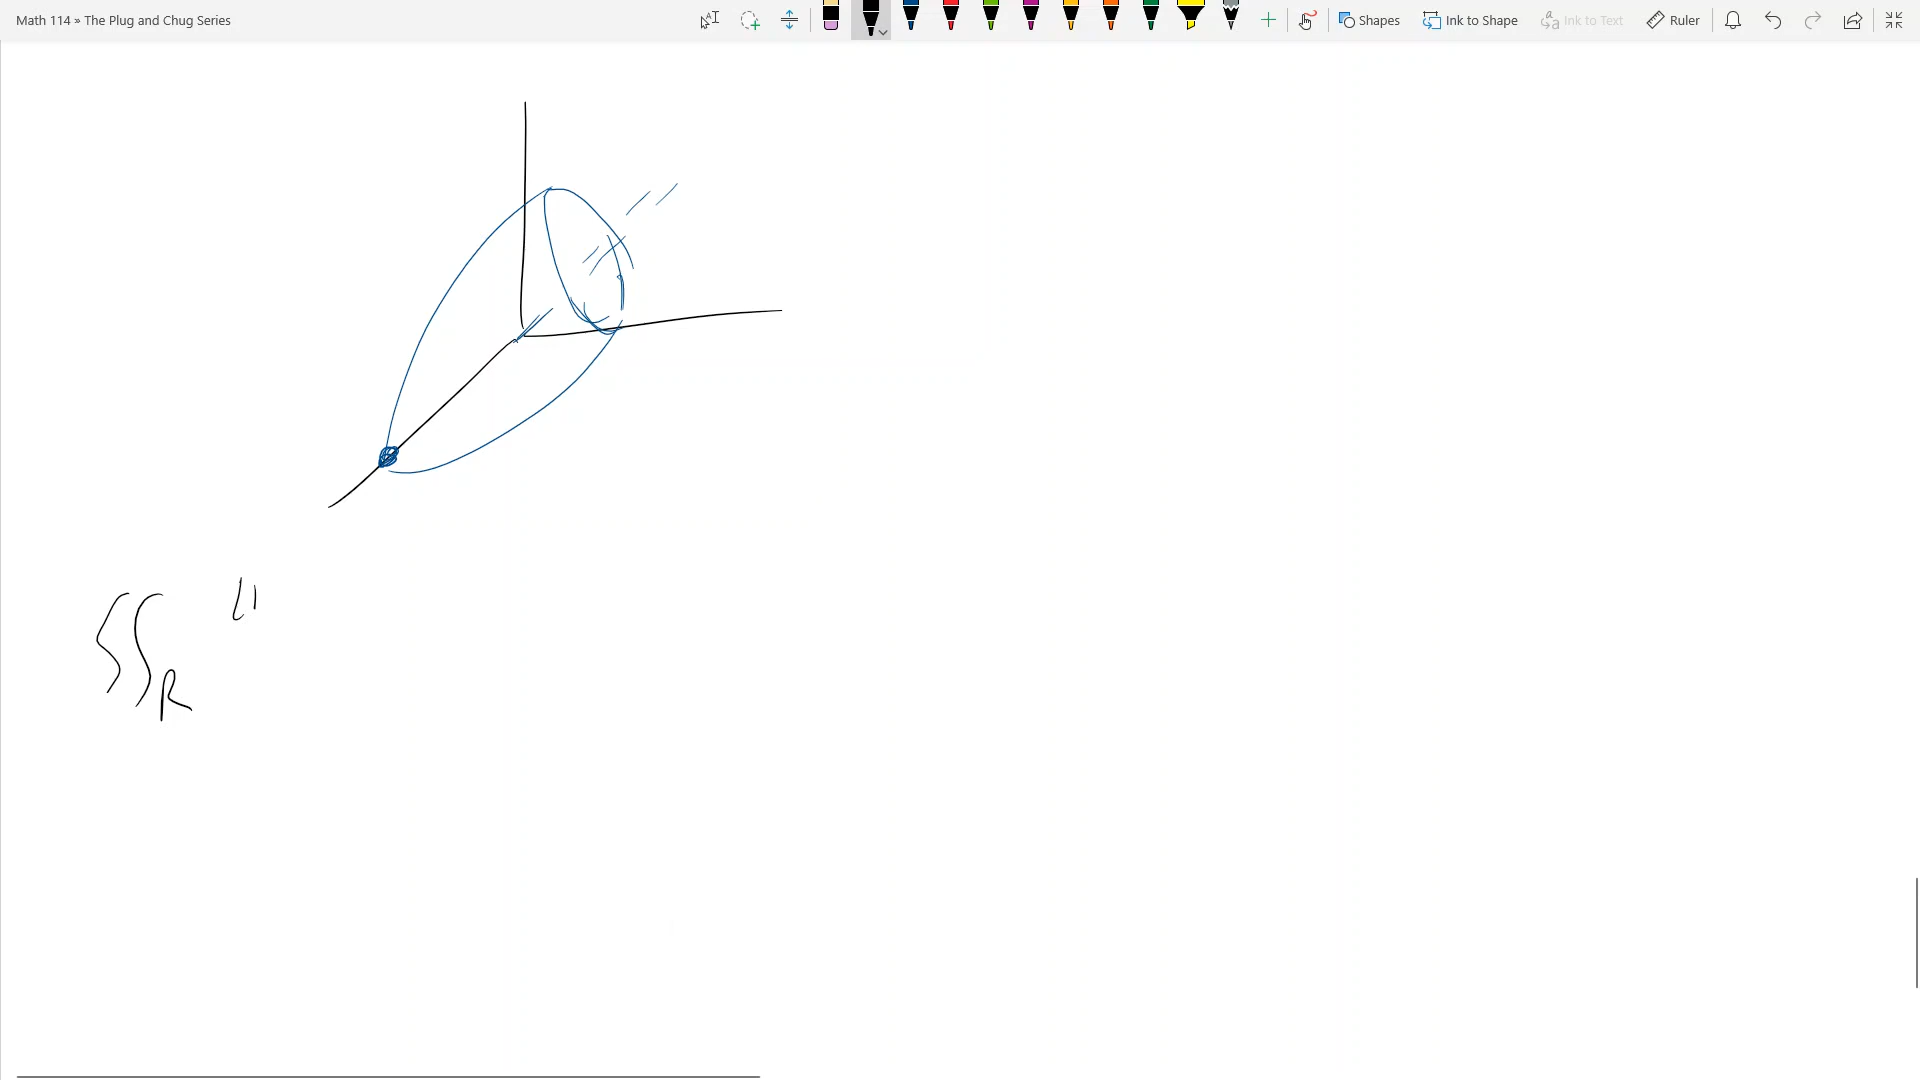 Math 114 » The Plug and Chug Series
Shapes
Ink to Shape
Ink to Text
Ruler
∫∫R